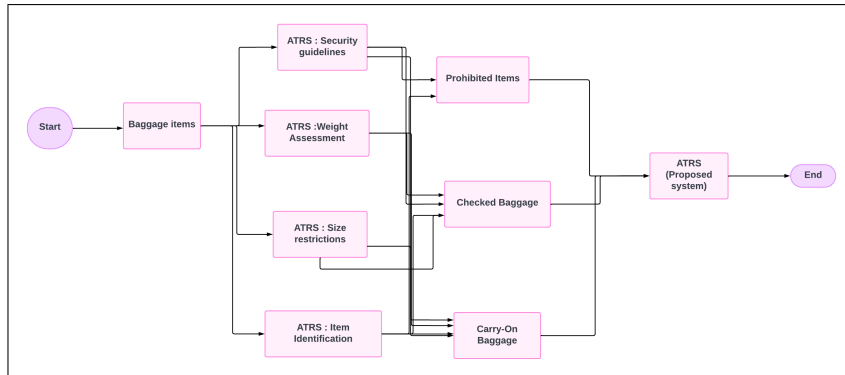 Start
Baggage items
ATRS : Security
guidelines
ATRS :Weight
Assessment
ATRS : Size
restrictions
ATRS : Item
Identification
Prohibited Items
Checked Baggage
Carry-On
Baggage
ATRS
(Proposed
system)
End